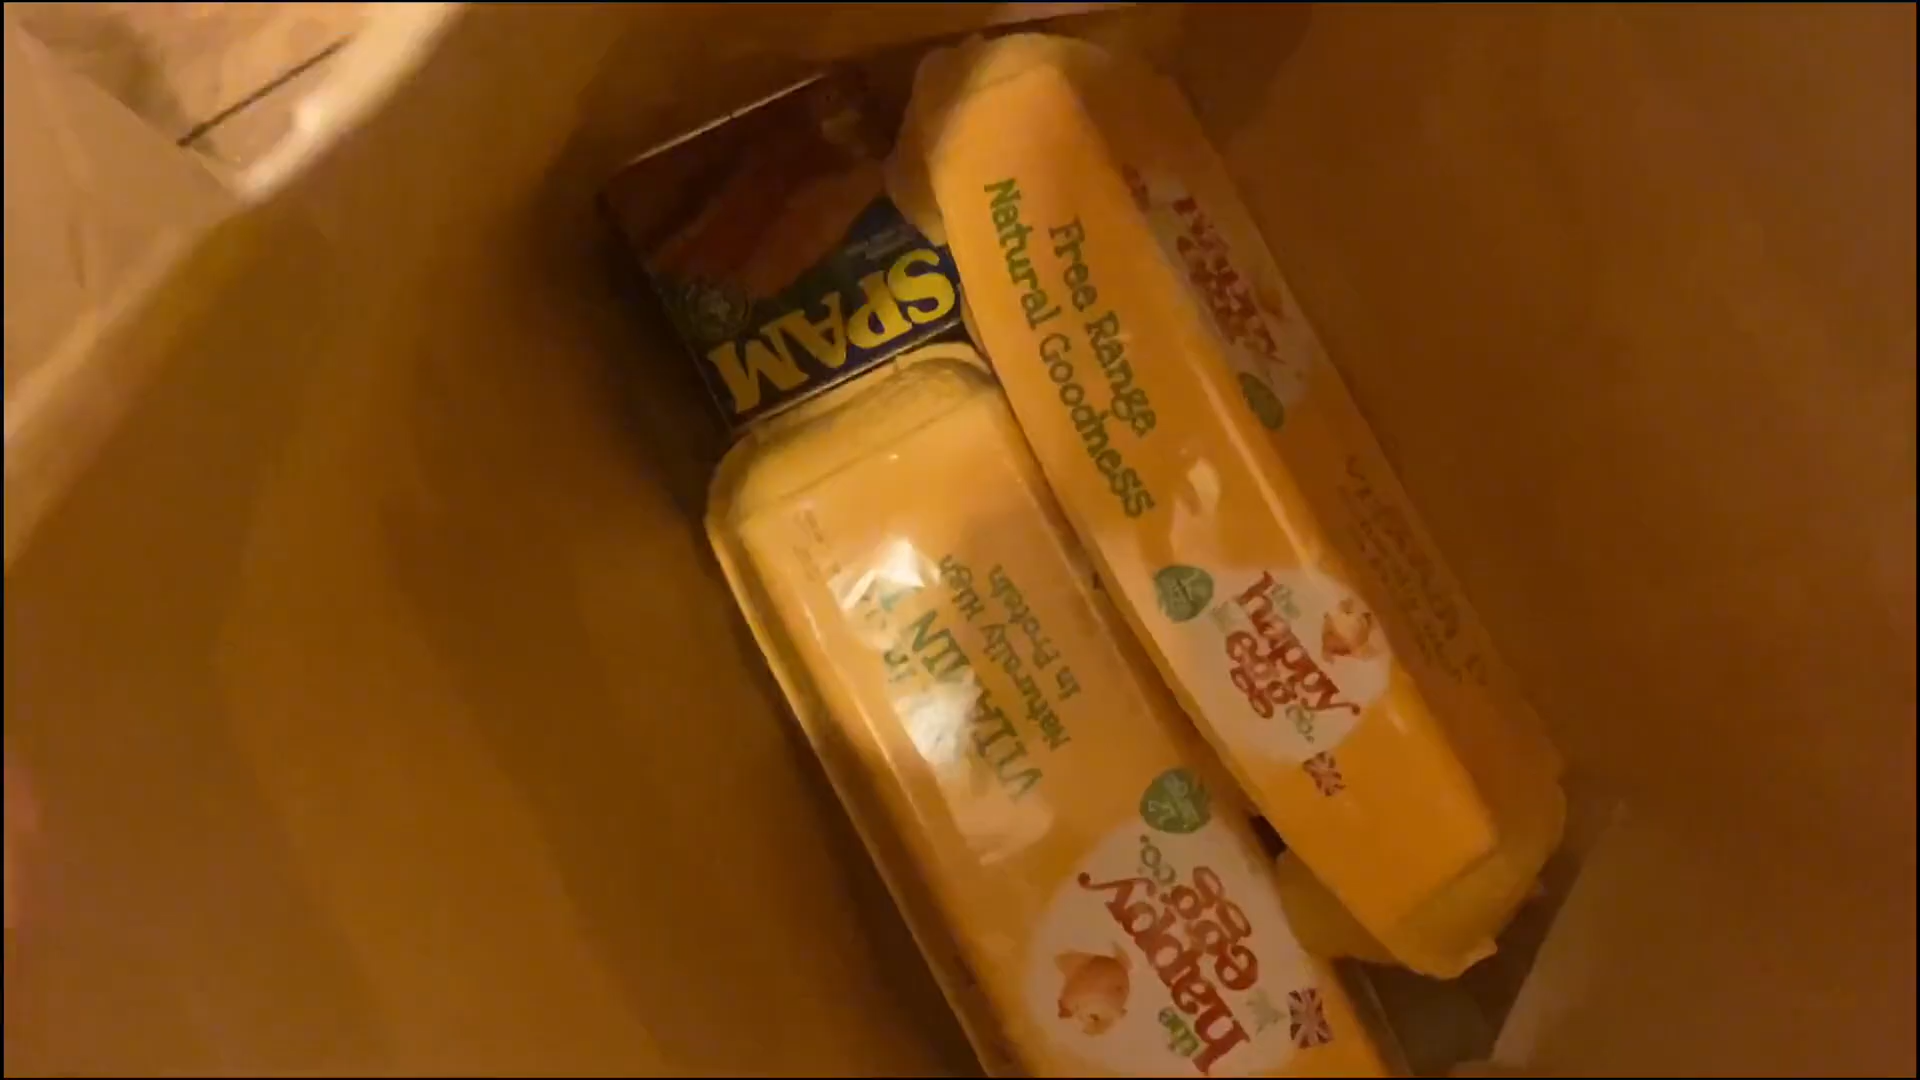 SPAM
Free Range
Natural Goodness
the
happy
egg
co.
Naturally High
In Protein
VITAMIN
the
happy
egg
co.